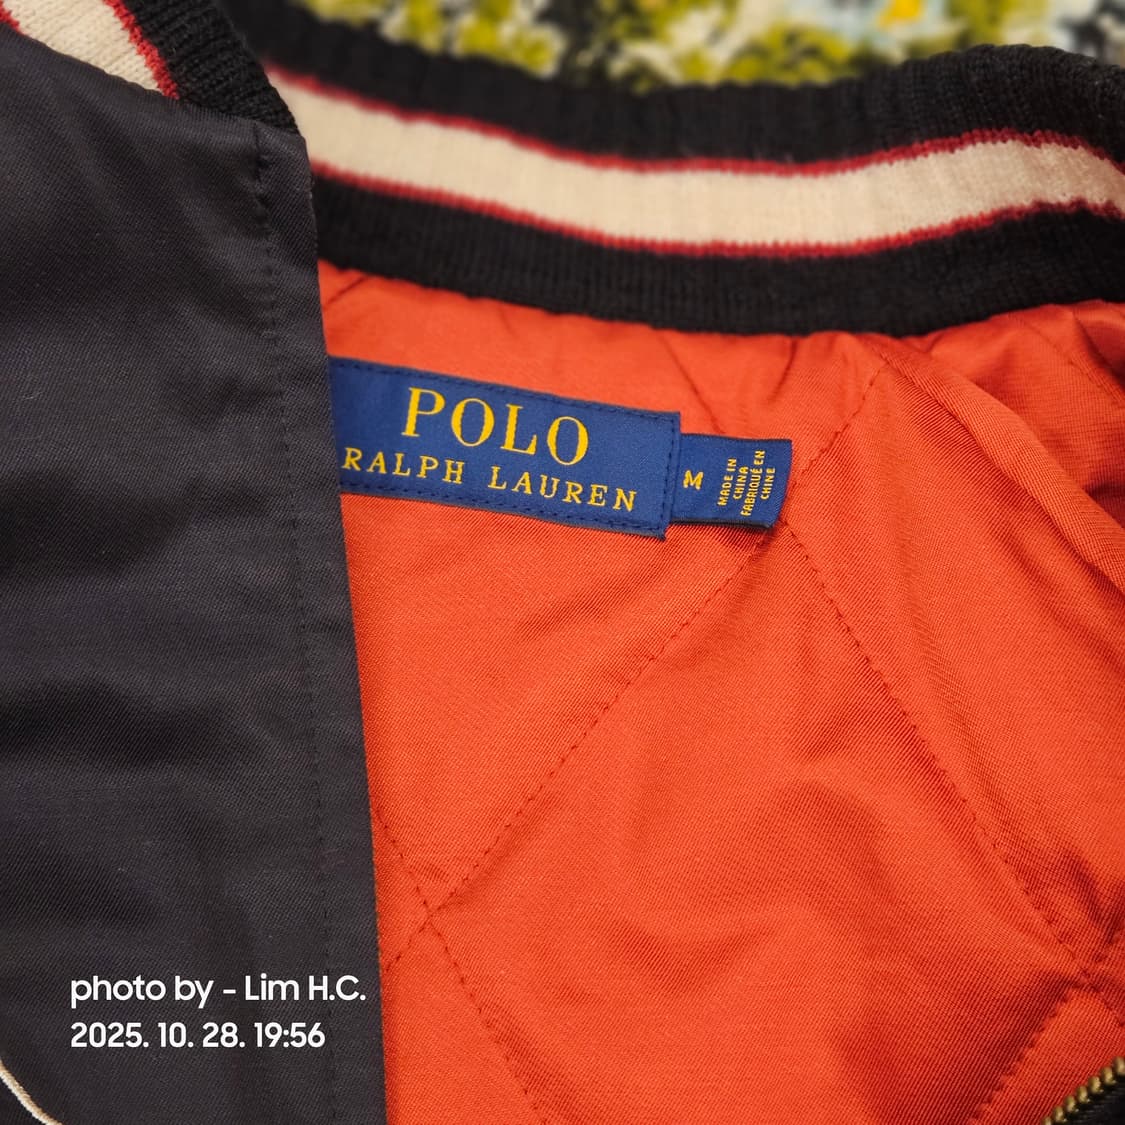 POLO
RALPH LAUREN
M
MADE IN
CHINA
FABRIQUÉ EN
CHINE
photo by - Lim H.C.
2025. 10. 28. 19:56